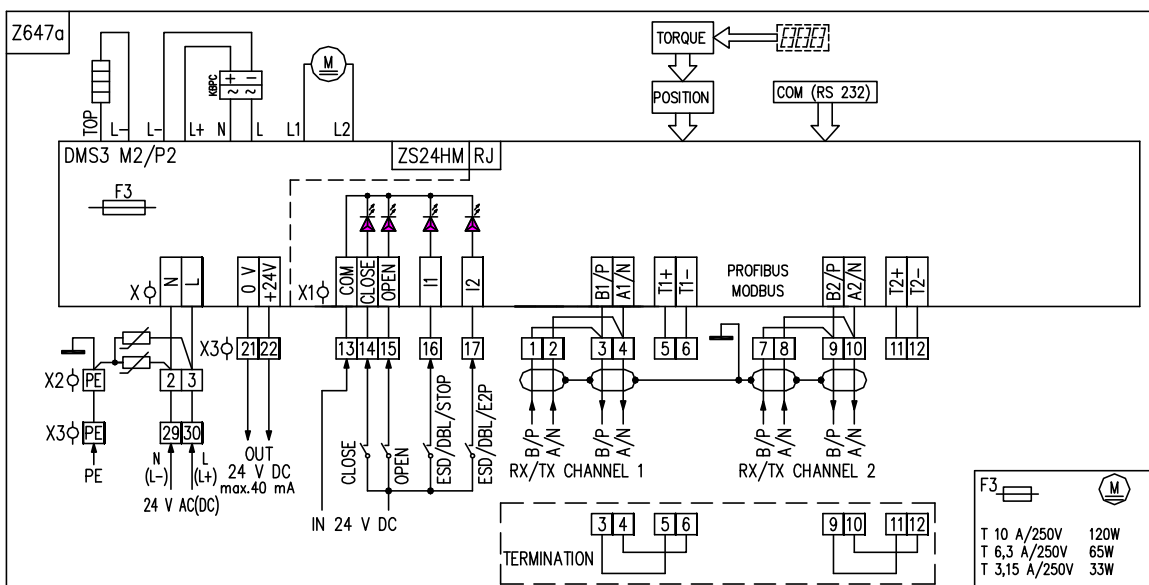 Z647a
TORQUE
POSITION
COM (RS 232)
KBPC
+ −
~ ~
M
TOP
L−
L−
L+
N
L
L1
L2
DMS3 M2/P2
ZS24HM
RJ
F3
X
N
L
0 V
+24V
X1
COM
CLOSE
OPEN
I1
I2
B1/P
A1/N
T1+
T1−
PROFIBUS
MODBUS
B2/P
A2/N
T2+
T2−
X3
21
22
13
14
15
16
17
1
2
3
4
5
6
7
8
9
10
11
12
X2
PE
2
3
X3
PE
29
30
PE
N
(L−)
L
(L+)
24 V AC(DC)
OUT
24 V DC
max.40 mA
CLOSE
OPEN
ESD/DBL/STOP
ESD/DBL/E2P
IN 24 V DC
B/P
A/N
B/P
A/N
RX/TX CHANNEL 1
B/P
A/N
B/P
A/N
RX/TX CHANNEL 2
TERMINATION
3 4
5 6
9 10
11 12
F3
M
T 10 A/250V 120W
T 6,3 A/250V 65W
T 3,15 A/250V 33W